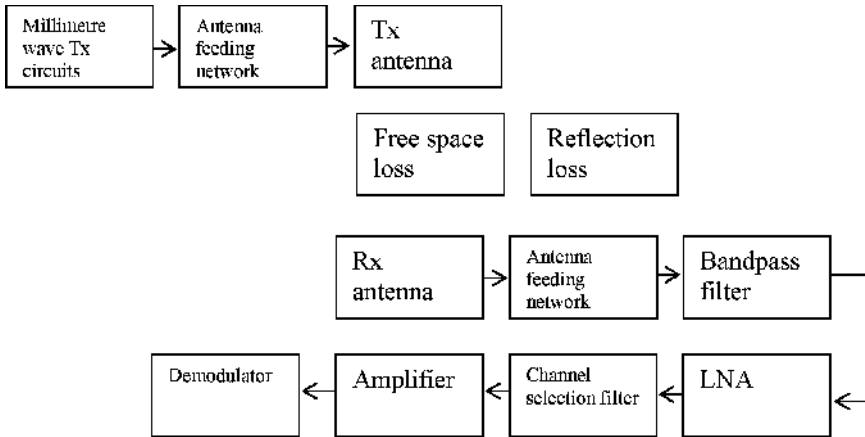 Millimetre
wave Tx
circuits
Antenna
feeding
network
Tx
antenna
Free space
loss
Reflection
loss
Rx
antenna
Antenna
feeding
network
Bandpass
filter
Demodulator
Amplifier
Channel
selection filter
LNA